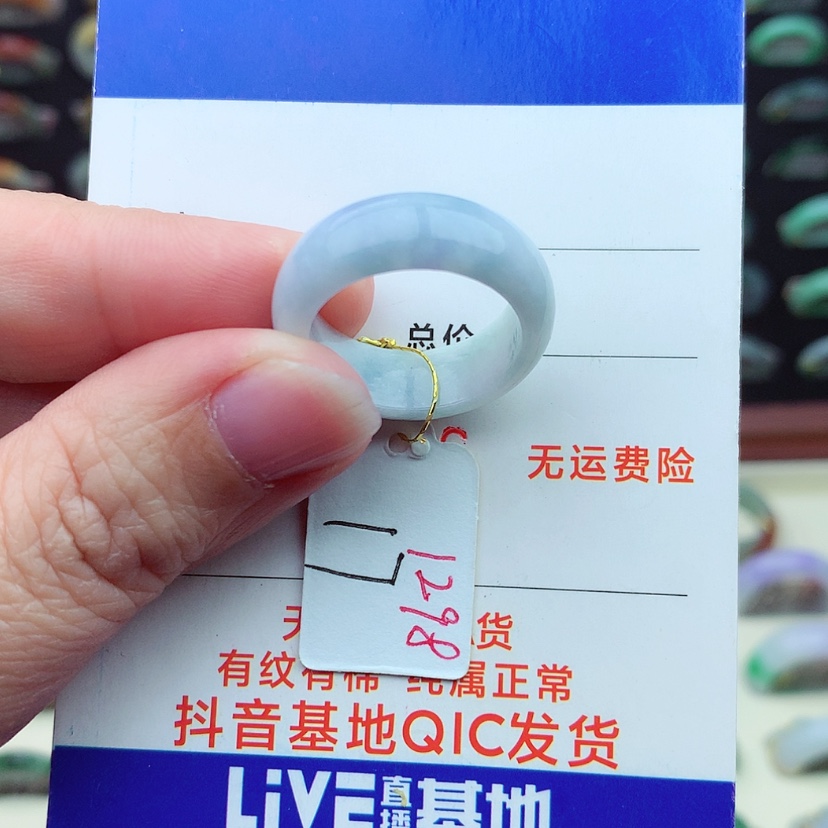 总价
无运费险
17
1298
货
有纹有棉 纯属正常
抖音基地QIC发货
LiVE直播基地